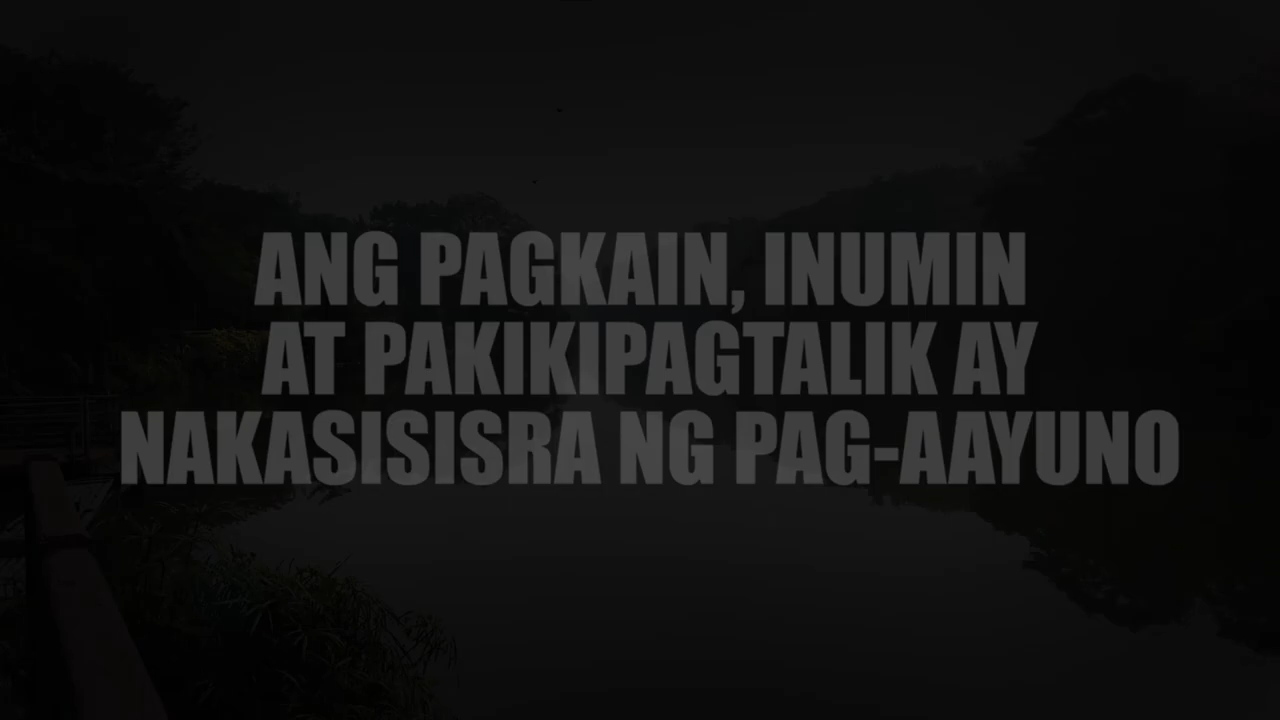 ANG PAGKAIN, INUMIN
AT PAKIKIPAGTALIK AY
NAKASISISRA NG PAG-AAYUNO